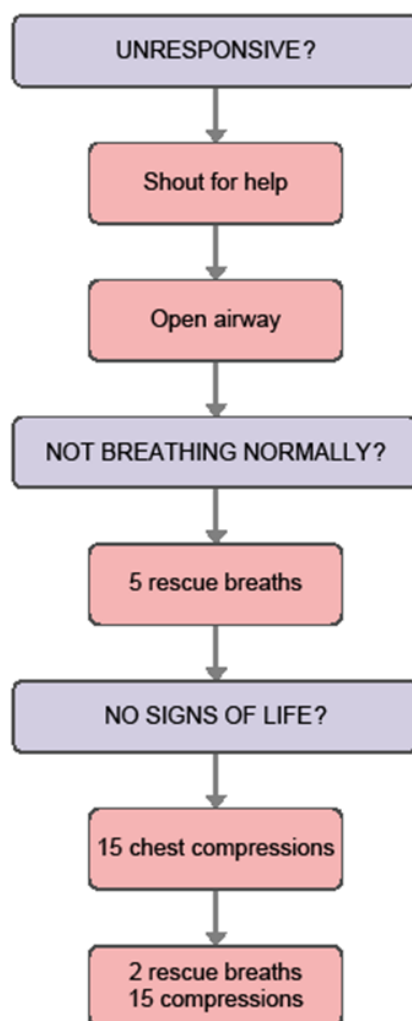 UNRESPONSIVE?
Shout for help
Open airway
NOT BREATHING NORMALLY?
5 rescue breaths
NO SIGNS OF LIFE?
15 chest compressions
2 rescue breaths
15 compressions